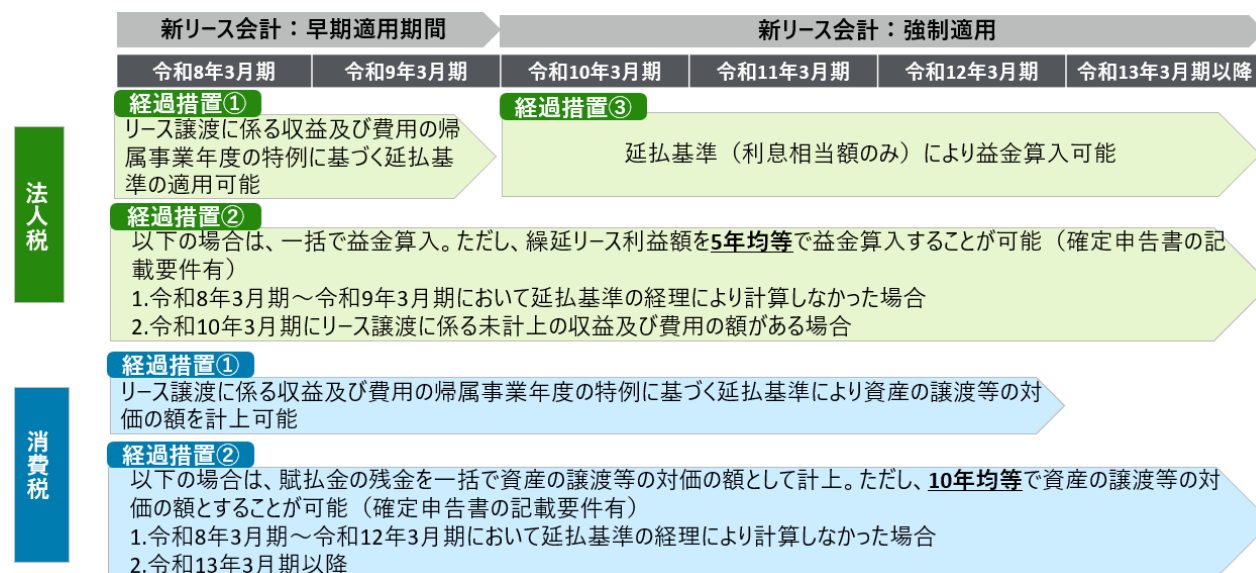 新リース会計：早期適用期間
新リース会計：強制適用
令和8年3月期
令和9年3月期
令和10年3月期
令和11年3月期
令和12年3月期
令和13年3月期以降
法人税
経過措置①
リース譲渡に係る収益及び費用の帰
属事業年度の特例に基づく延払基
準の適用可能
経過措置③
延払基準（利息相当額のみ）により益金算入可能
経過措置②
以下の場合は、一括で益金算入。ただし、繰延リース利益額を5年均等で益金算入することが可能（確定申告書の記
載要件有）
1.令和8年3月期～令和9年3月期において延払基準の経理により計算しなかった場合
2.令和10年3月期にリース譲渡に係る未計上の収益及び費用の額がある場合
消費税
経過措置①
リース譲渡に係る収益及び費用の帰属事業年度の特例に基づく延払基準により資産の譲渡等の対
価の額を計上可能
経過措置②
以下の場合は、賦払金の残金を一括で資産の譲渡等の対価の額として計上。ただし、10年均等で資産の譲渡等の対
価の額とすることが可能（確定申告書の記載要件有）
1.令和8年3月期～令和12年3月期において延払基準の経理により計算しなかった場合
2.令和13年3月期以降